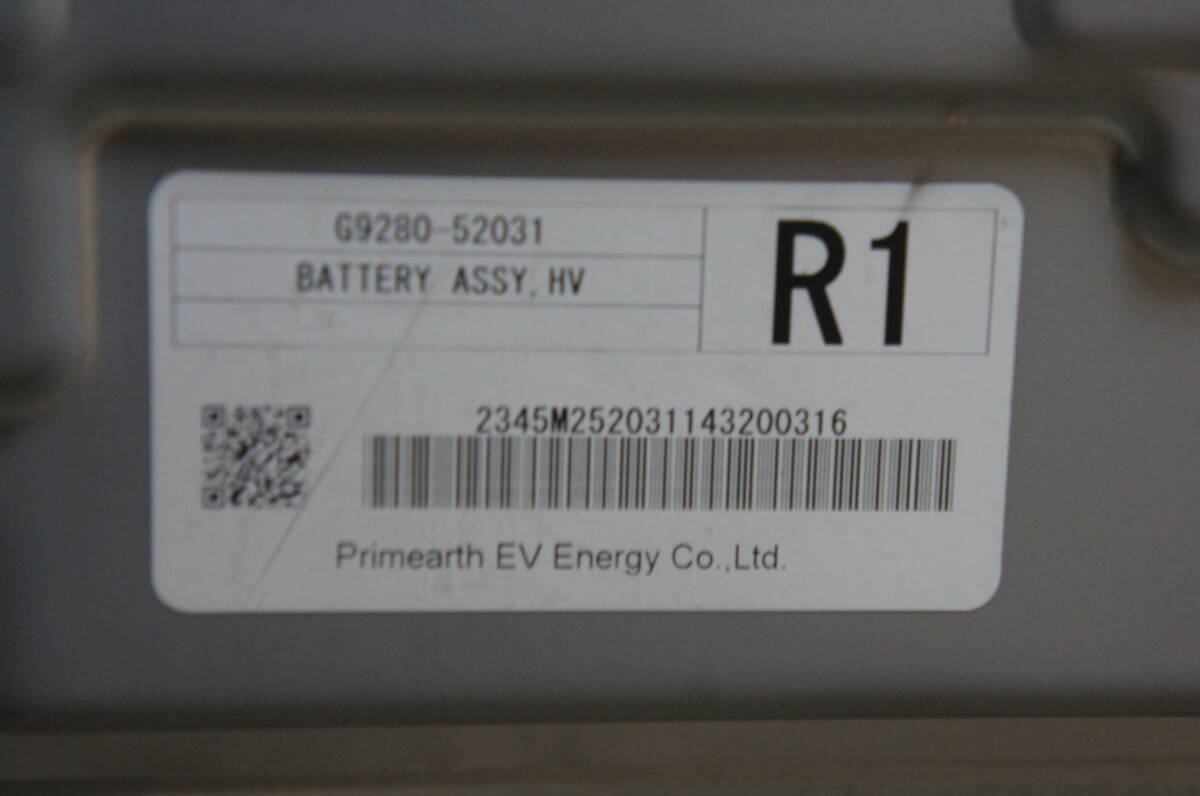 G9280-52031
BATTERY ASSY, HV
R1
2345M252031143200316
Primearth EV Energy Co.,Ltd.